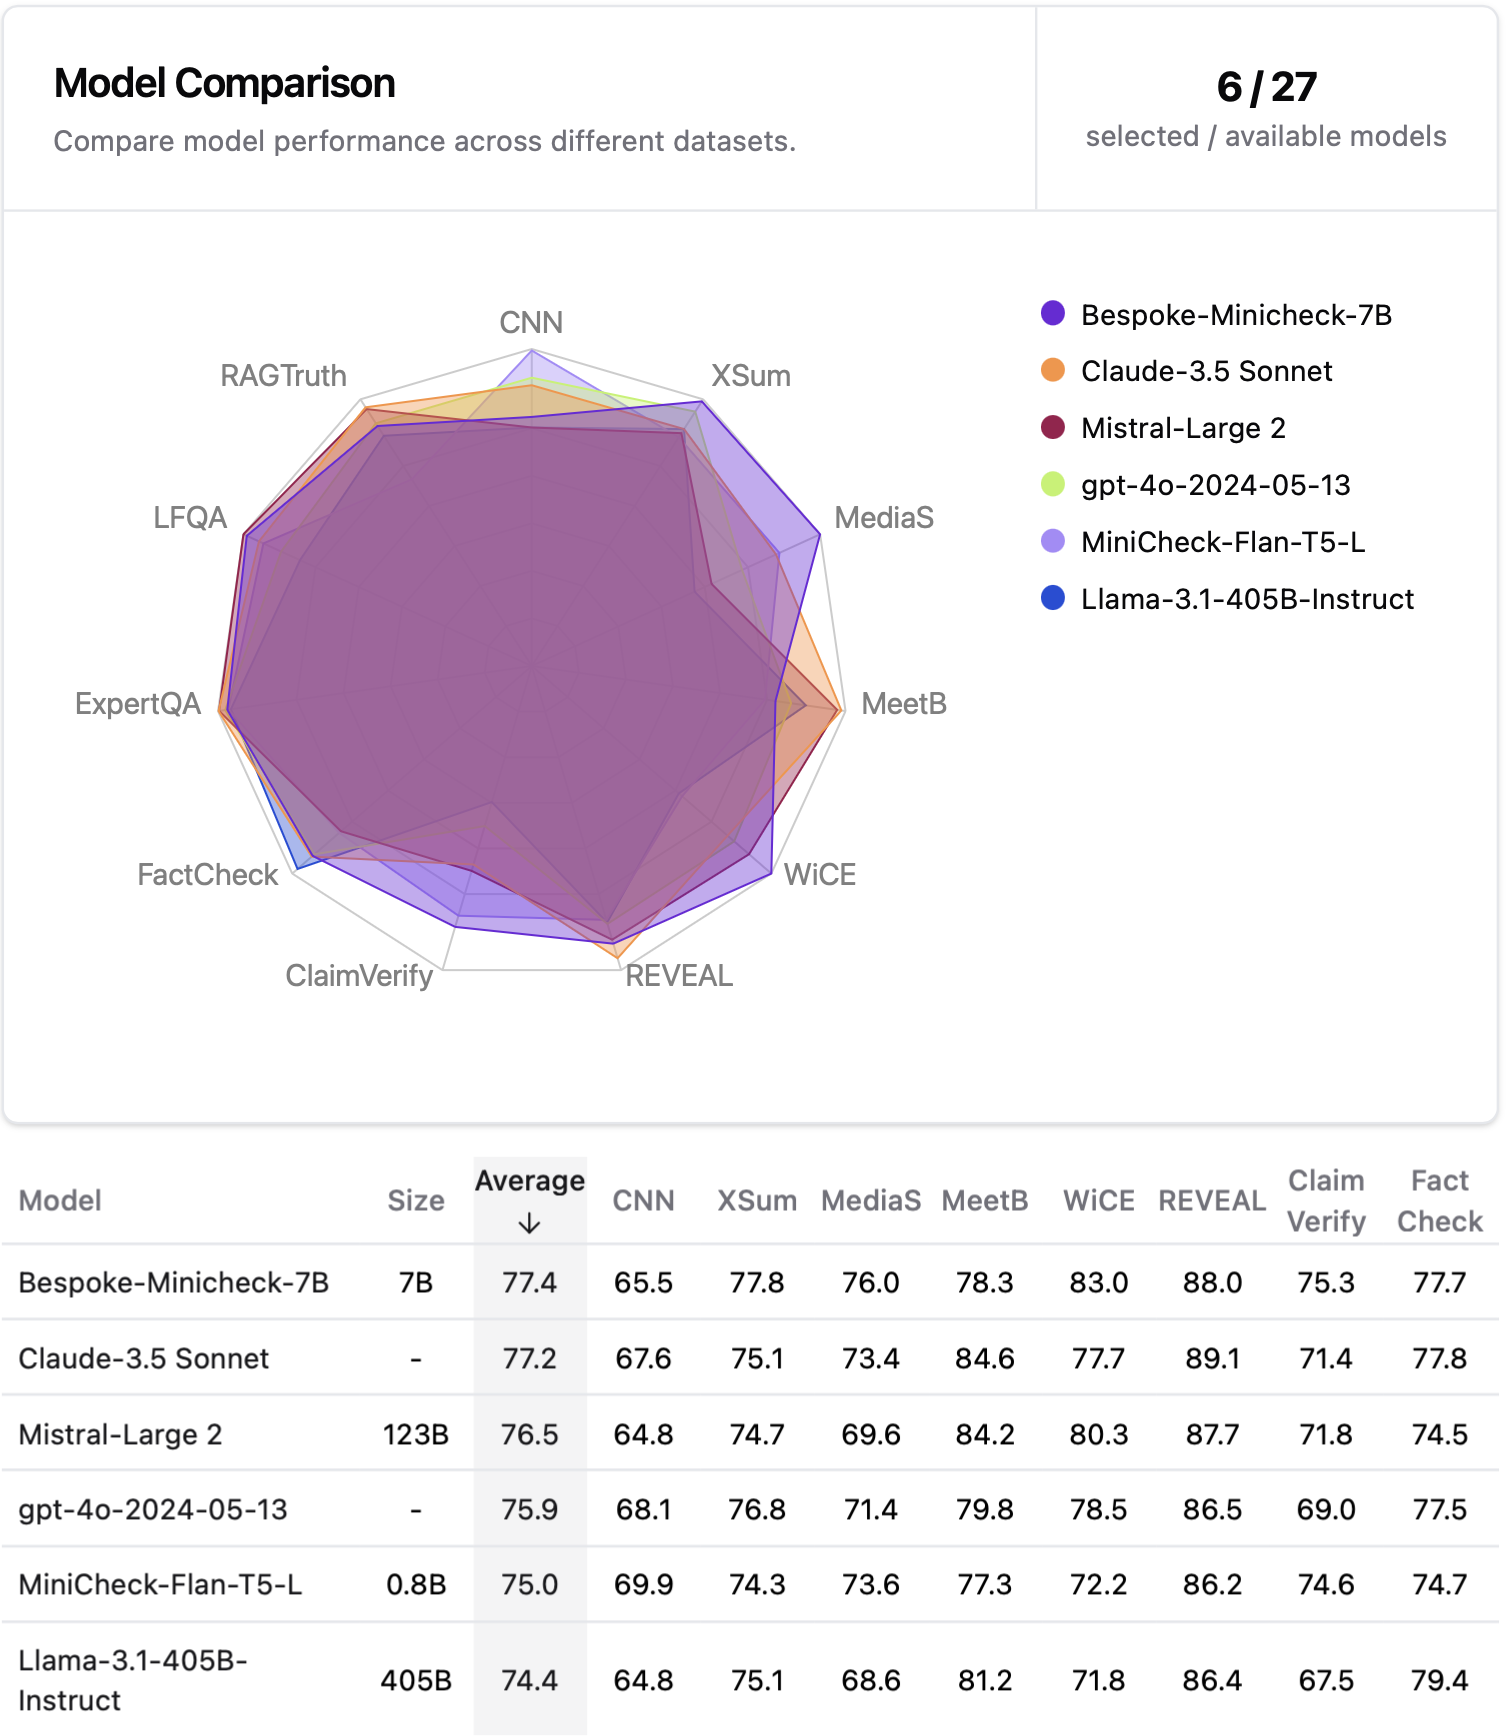 Model Comparison
Compare model performance across different datasets.
6 / 27
selected / available models
CNN
XSum
MediaS
MeetB
WiCE
REVEAL
ClaimVerify
FactCheck
ExpertQA
LFQA
RAGTruth
Bespoke-Minicheck-7B
Claude-3.5 Sonnet
Mistral-Large 2
gpt-4o-2024-05-13
MiniCheck-Flan-T5-L
Llama-3.1-405B-Instruct
Model Size Average ↓ CNN XSum MediaS MeetB WiCE REVEAL Claim Verify Fact Check
Bespoke-Minicheck-7B 7B 77.4 65.5 77.8 76.0 78.3 83.0 88.0 75.3 77.7
Claude-3.5 Sonnet - 77.2 67.6 75.1 73.4 84.6 77.7 89.1 71.4 77.8
Mistral-Large 2 123B 76.5 64.8 74.7 69.6 84.2 80.3 87.7 71.8 74.5
gpt-4o-2024-05-13 - 75.9 68.1 76.8 71.4 79.8 78.5 86.5 69.0 77.5
MiniCheck-Flan-T5-L 0.8B 75.0 69.9 74.3 73.6 77.3 72.2 86.2 74.6 74.7
Llama-3.1-405B-Instruct 405B 74.4 64.8 75.1 68.6 81.2 71.8 86.4 67.5 79.4